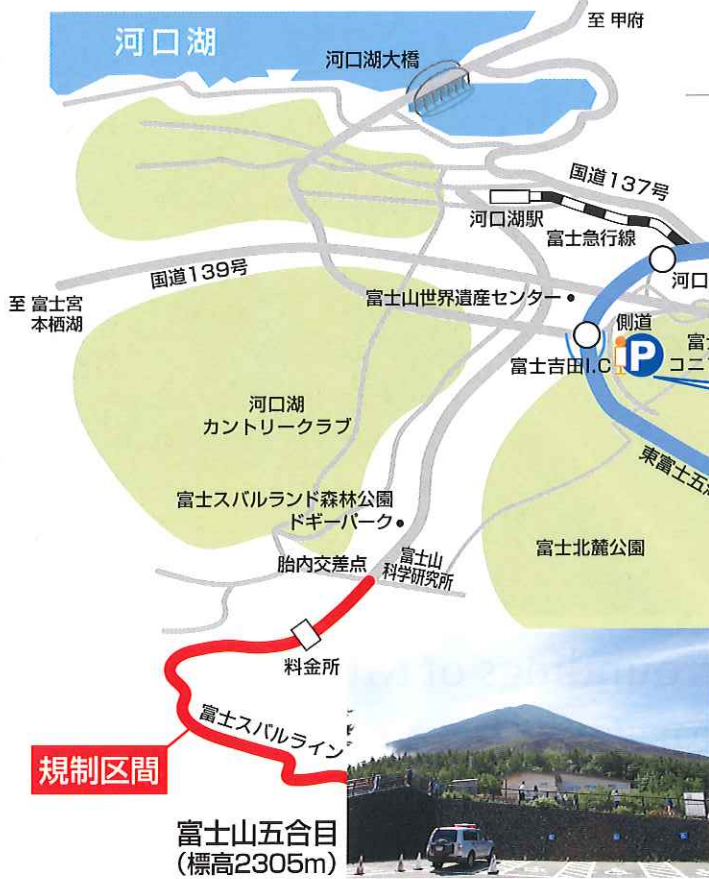 至 甲府
河口湖
河口湖大橋
国道137号
河口湖駅
富士急行線
国道139号
河口
至 富士宮
本栖湖
富士山世界遺産センター
側道
富士吉田I.C
P
富士
コニフ
河口湖
カントリークラブ
東富士五湖
富士スバルランド森林公園
ドギーパーク
富士北麓公園
胎内交差点
富士山
科学研究所
料金所
富士スバルライン
規制区間
富士山五合目
(標高2305m)